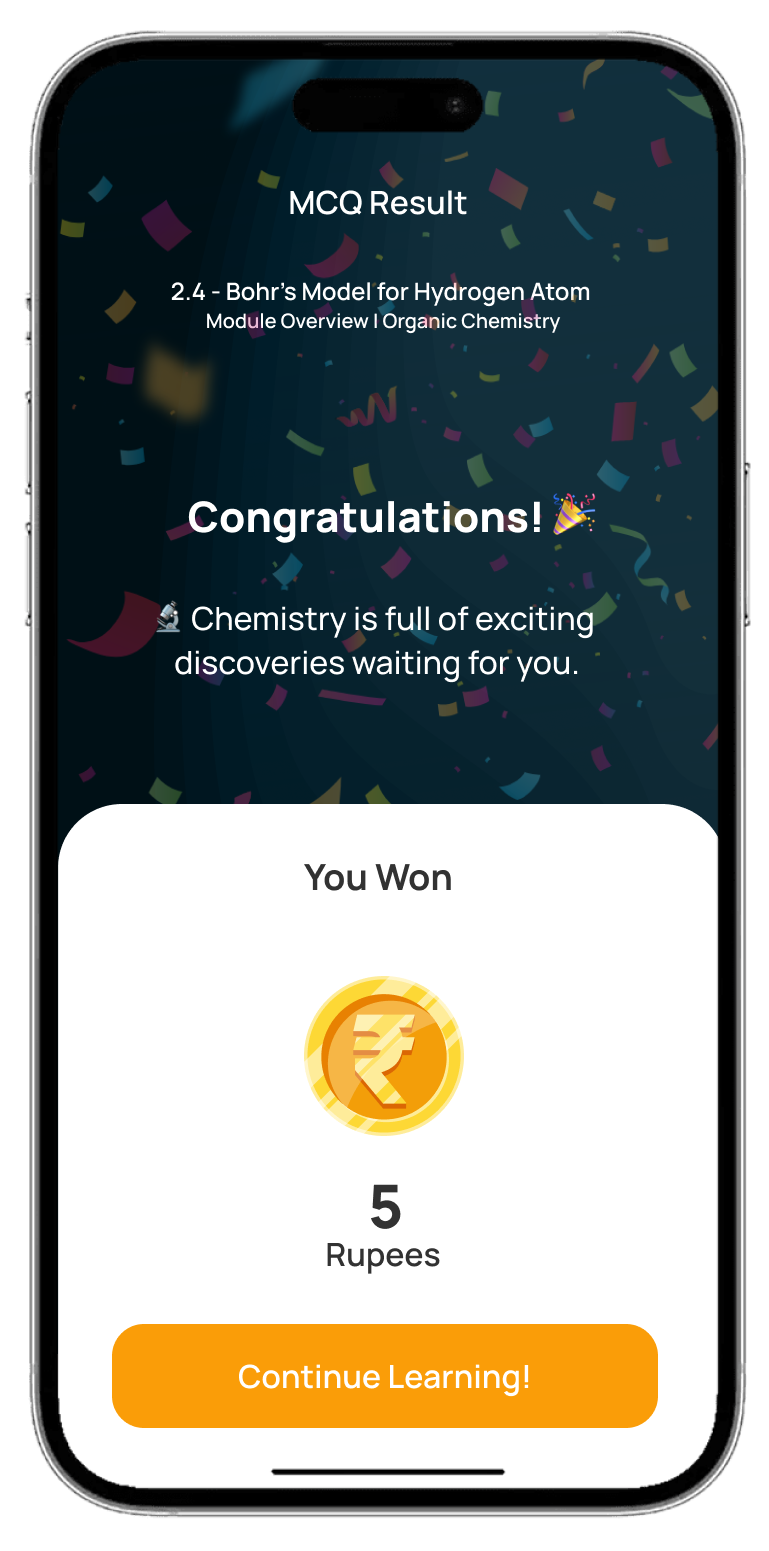 MCQ Result
2.4 - Bohr's Model for Hydrogen Atom
Module Overview | Organic Chemistry
Congratulations! 🎉
🔬 Chemistry is full of exciting
discoveries waiting for you.
You Won
₹
5
Rupees
Continue Learning!